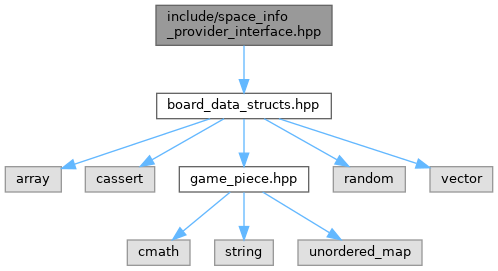 include/space_info
_provider_interface.hpp
board_data_structs.hpp
array
cassert
game_piece.hpp
random
vector
cmath
string
unordered_map